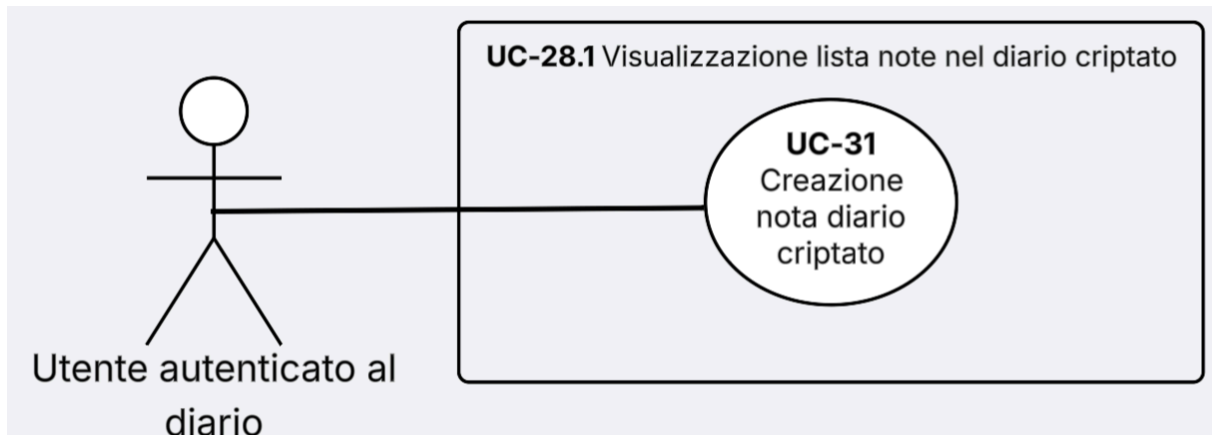 UC-28.1 Visualizzazione lista note nel diario criptato
UC-31
Creazione
nota diario
criptato
Utente autenticato al
diario